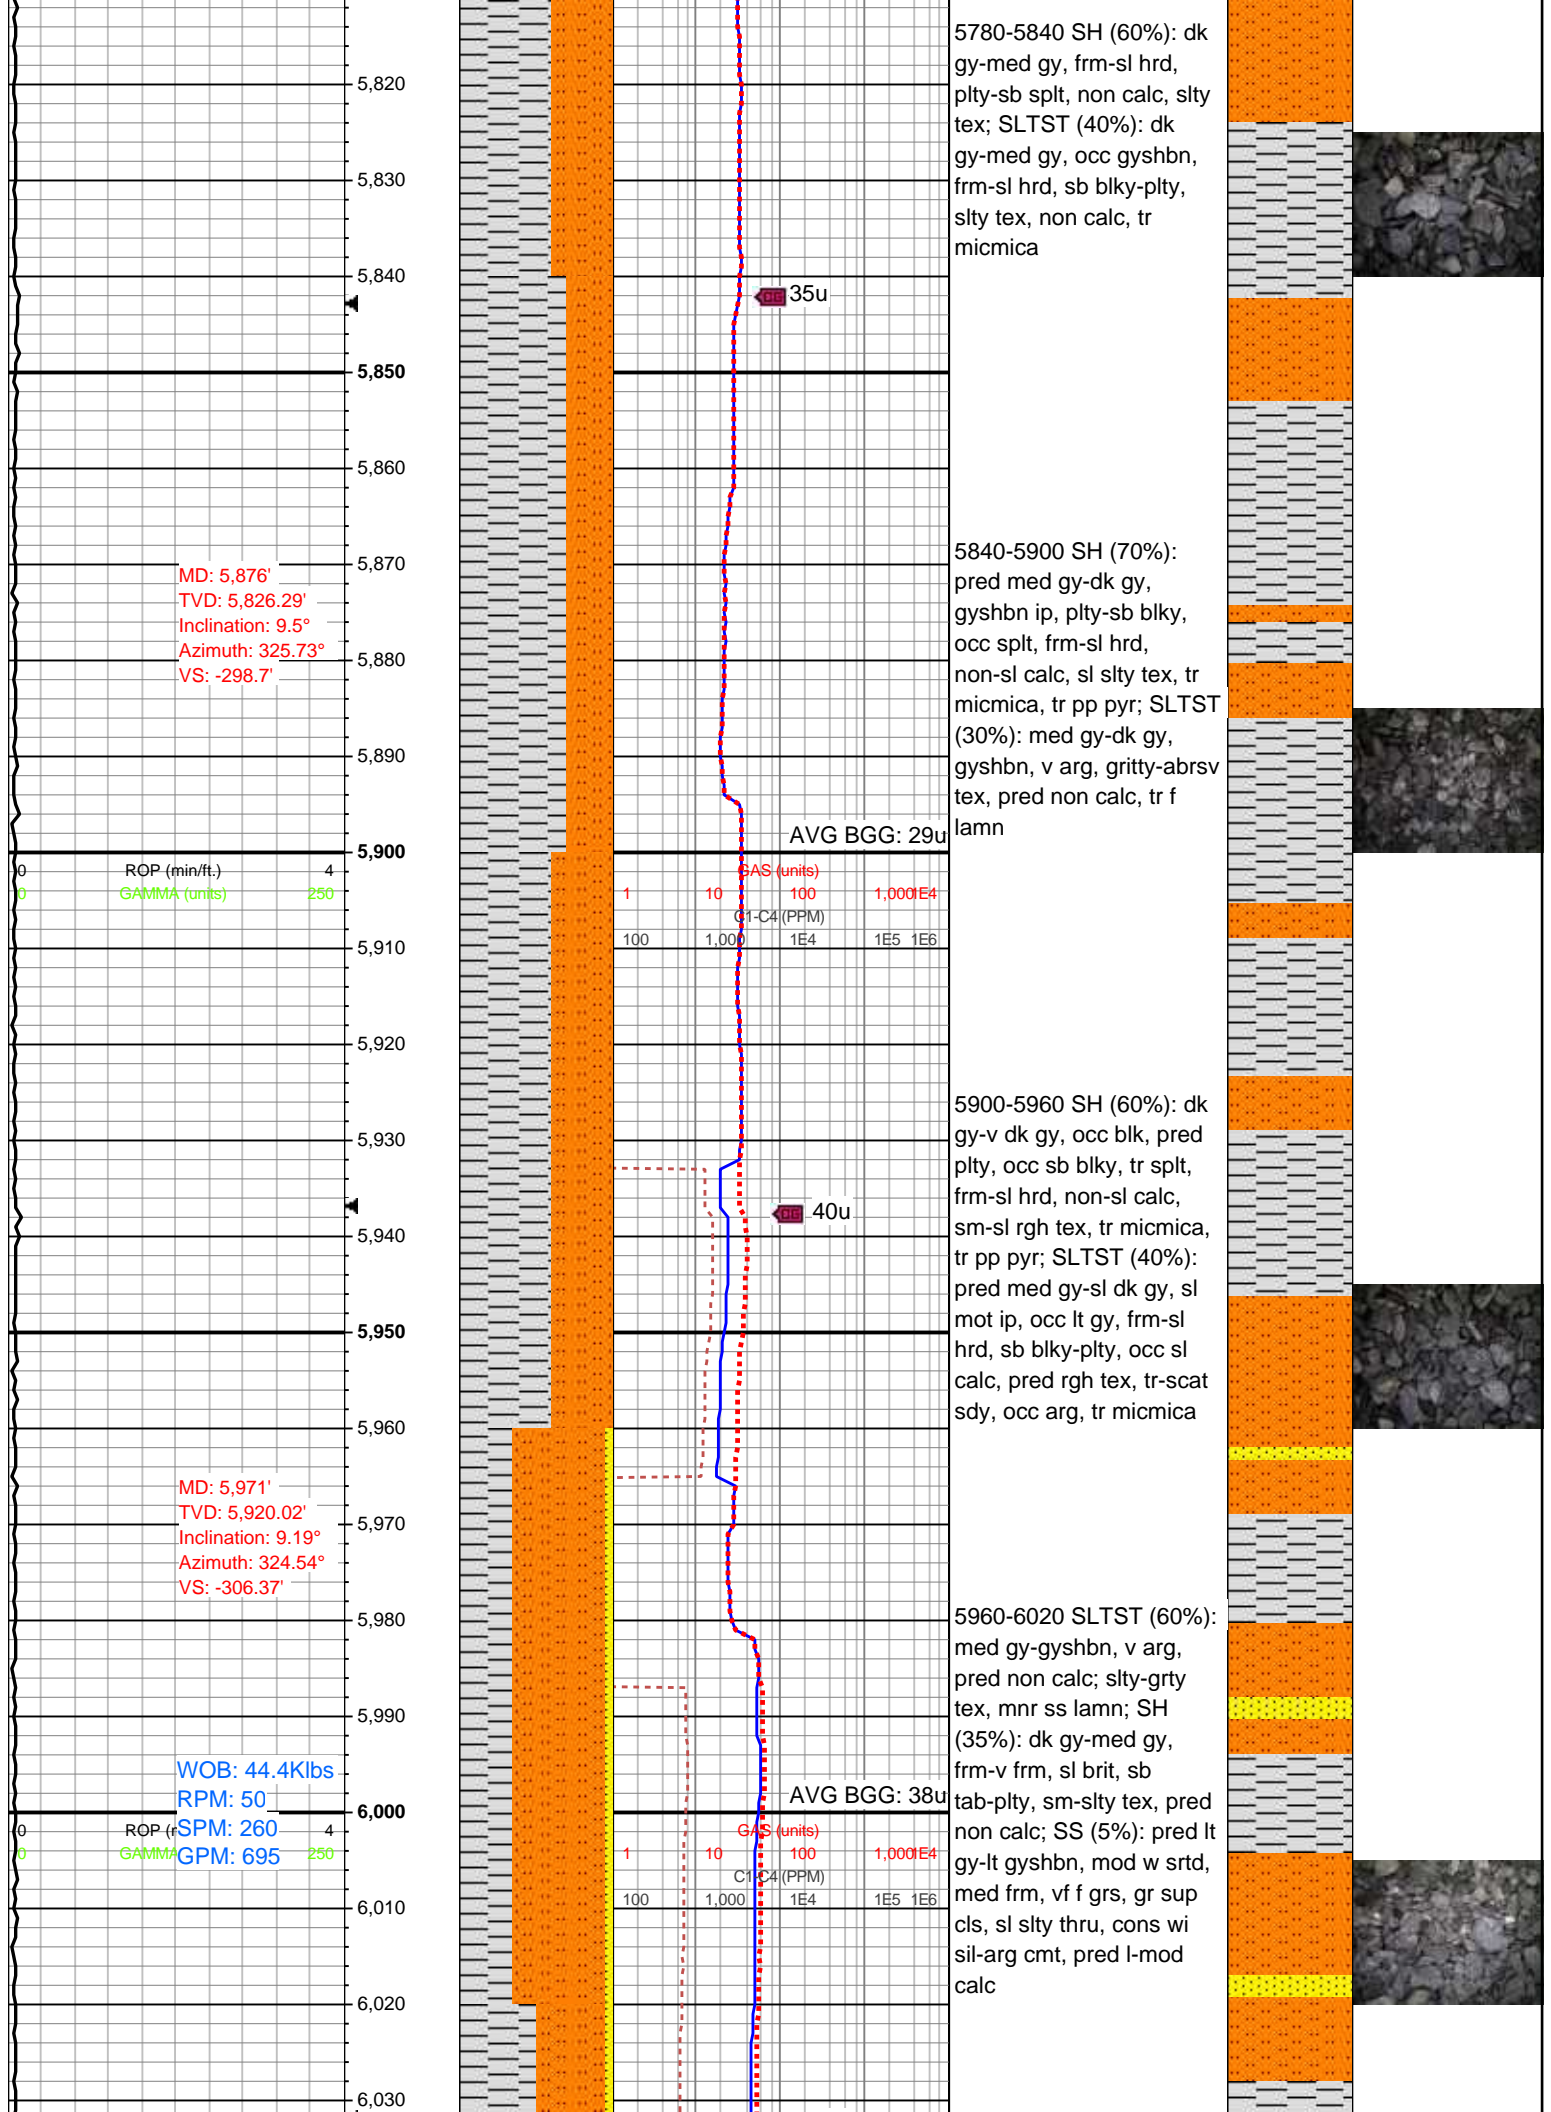 5,820
5,830
5,840
5,850
5,860
5,870
5,880
5,890
5,900
5,910
5,920
5,930
5,940
5,950
5,960
5,970
5,980
5,990
6,000
6,010
6,020
6,030
MD: 5,876'
TVD: 5,826.29'
Inclination: 9.5°
Azimuth: 325.73°
VS: -298.7'
0 ROP (min/ft.) 4
0 GAMMA (units) 250
MD: 5,971'
TVD: 5,920.02'
Inclination: 9.19°
Azimuth: 324.54°
VS: -306.37'
WOB: 44.4Klbs
RPM: 50
SPM: 260
GPM: 695
0 ROP (r 4
0 GAMMA 250
CG 35u
AVG BGG: 29u
GAS (units)
1 10 100 1,000 1E4
C1-C4 (PPM)
100 1,000 1E4 1E5 1E6
CG 40u
AVG BGG: 38u
GAS (units)
1 10 100 1,000 1E4
C1-C4 (PPM)
100 1,000 1E4 1E5 1E6
5780-5840 SH (60%): dk
gy-med gy, frm-sl hrd,
plty-sb splt, non calc, slty
tex; SLTST (40%): dk
gy-med gy, occ gyshbn,
frm-sl hrd, sb blky-plty,
slty tex, non calc, tr
micmica
5840-5900 SH (70%):
pred med gy-dk gy,
gyshbn ip, plty-sb blky,
occ splt, frm-sl hrd,
non-sl calc, sl slty tex, tr
micmica, tr pp pyr; SLTST
(30%): med gy-dk gy,
gyshbn, v arg, gritty-abrsv
tex, pred non calc, tr f
lamn
5900-5960 SH (60%): dk
gy-v dk gy, occ blk, pred
plty, occ sb blky, tr splt,
frm-sl hrd, non-sl calc,
sm-sl rgh tex, tr micmica,
tr pp pyr; SLTST (40%):
pred med gy-sl dk gy, sl
mot ip, occ lt gy, frm-sl
hrd, sb blky-plty, occ sl
calc, pred rgh tex, tr-scat
sdy, occ arg, tr micmica
5960-6020 SLTST (60%):
med gy-gyshbn, v arg,
pred non calc; slty-grty
tex, mnr ss lamn; SH
(35%): dk gy-med gy,
frm-v frm, sl brit, sb
tab-plty, sm-slty tex, pred
non calc; SS (5%): pred lt
gy-lt gyshbn, mod w srtd,
med frm, vf f grs, gr sup
cls, sl slty thru, cons wi
sil-arg cmt, pred l-mod
calc